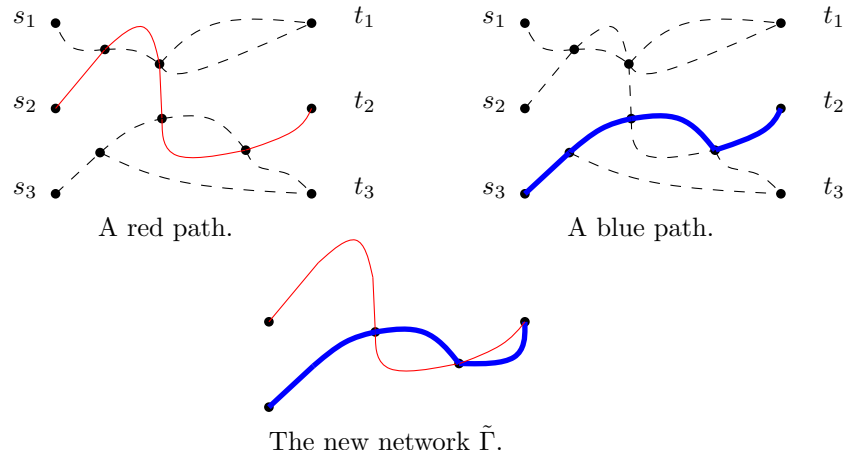 s₁ t₁ s₁ t₁
s₂ t₂ s₂ t₂
s₃ t₃ s₃ t₃
A red path. A blue path.
The new network Γ̃.